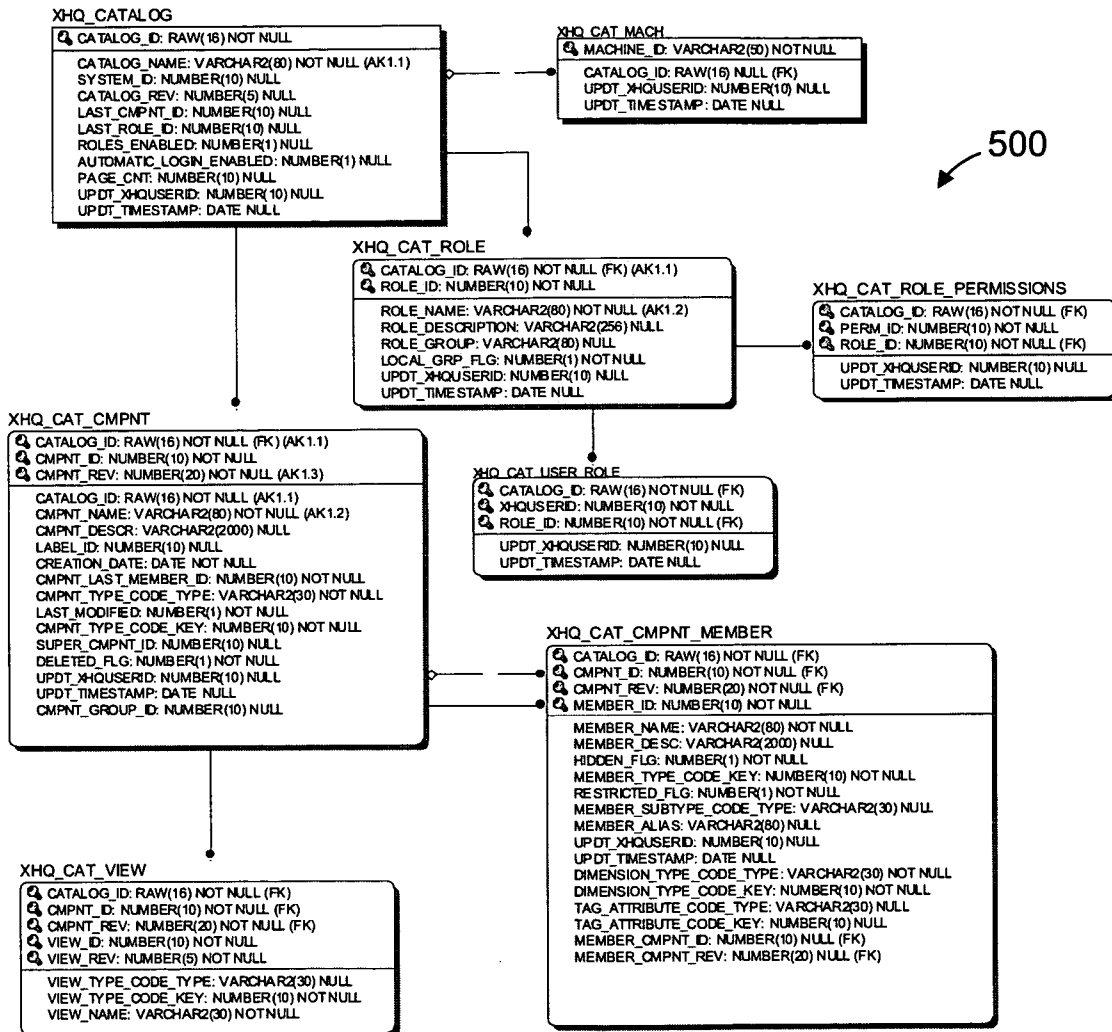 XHQ_CATALOG
CATALOG_ID: RAW(16) NOT NULL
CATALOG_NAME: VARCHAR2(80) NOT NULL (AK1.1)
SYSTEM_ID: NUMBER(10) NULL
CATALOG_REV: NUMBER(5) NULL
LAST_CMPNT_ID: NUMBER(10) NULL
LAST_ROLE_ID: NUMBER(10) NULL
ROLES_ENABLED: NUMBER(1) NULL
AUTOMATIC_LOGIN_ENABLED: NUMBER(1) NULL
PAGE_CNT: NUMBER(10) NULL
UPDT_XHQUSERID: NUMBER(10) NULL
UPDT_TIMESTAMP: DATE NULL
XHQ_CAT_MACH
MACHINE_ID: VARCHAR2(50) NOT NULL
CATALOG_ID: RAW(16) NULL (FK)
UPDT_XHQUSERID: NUMBER(10) NULL
UPDT_TIMESTAMP: DATE NULL
500
XHQ_CAT_ROLE
CATALOG_ID: RAW(16) NOT NULL (FK) (AK1.1)
ROLE_ID: NUMBER(10) NOT NULL
ROLE_NAME: VARCHAR2(80) NOT NULL (AK1.2)
ROLE_DESCRIPTION: VARCHAR2(256) NULL
ROLE_GROUP: VARCHAR2(80) NULL
LOCAL_GRP_FLG: NUMBER(1) NOT NULL
UPDT_XHQUSERID: NUMBER(10) NULL
UPDT_TIMESTAMP: DATE NULL
XHQ_CAT_ROLE_PERMISSIONS
CATALOG_ID: RAW(16) NOT NULL (FK)
PERM_ID: NUMBER(10) NOT NULL
ROLE_ID: NUMBER(10) NOT NULL (FK)
UPDT_XHQUSERID: NUMBER(10) NULL
UPDT_TIMESTAMP: DATE NULL
XHQ_CAT_CMPNT
CATALOG_ID: RAW(16) NOT NULL (FK) (AK1.1)
CMPNT_ID: NUMBER(10) NOT NULL
CMPNT_REV: NUMBER(20) NOT NULL (AK1.3)
CATALOG_ID: RAW(16) NOT NULL (AK1.1)
CMPNT_NAME: VARCHAR2(80) NOT NULL (AK1.2)
CMPNT_DESCR: VARCHAR2(2000) NULL
LABEL_ID: NUMBER(10) NULL
CREATION_DATE: DATE NOT NULL
CMPNT_LAST_MEMBER_ID: NUMBER(10) NOT NULL
CMPNT_TYPE_CODE_TYPE: VARCHAR2(30) NOT NULL
LAST_MODIFIED: NUMBER(1) NOT NULL
CMPNT_TYPE_CODE_KEY: NUMBER(10) NOT NULL
SUPER_CMPNT_ID: NUMBER(10) NULL
DELETED_FLG: NUMBER(1) NOT NULL
UPDT_XHQUSERID: NUMBER(10) NULL
UPDT_TIMESTAMP: DATE NULL
CMPNT_GROUP_ID: NUMBER(10) NULL
XHQ_CAT_USER_ROLE
CATALOG_ID: RAW(16) NOT NULL (FK)
XHQUSERID: NUMBER(10) NOT NULL
ROLE_ID: NUMBER(10) NOT NULL (FK)
UPDT_XHQUSERID: NUMBER(10) NULL
UPDT_TIMESTAMP: DATE NULL
XHQ_CAT_CMPNT_MEMBER
CATALOG_ID: RAW(16) NOT NULL (FK)
CMPNT_ID: NUMBER(10) NOT NULL (FK)
CMPNT_REV: NUMBER(20) NOT NULL (FK)
MEMBER_ID: NUMBER(10) NOT NULL
MEMBER_NAME: VARCHAR2(80) NOT NULL
MEMBER_DESC: VARCHAR2(2000) NULL
HIDDEN_FLG: NUMBER(1) NOT NULL
MEMBER_TYPE_CODE_KEY: NUMBER(10) NOT NULL
RESTRICTED_FLG: NUMBER(1) NOT NULL
MEMBER_SUBTYPE_CODE_TYPE: VARCHAR2(30) NULL
MEMBER_ALIAS: VARCHAR2(80) NULL
UPDT_XHQUSERID: NUMBER(10) NULL
UPDT_TIMESTAMP: DATE NULL
DIMENSION_TYPE_CODE_TYPE: VARCHAR2(30) NOT NULL
DIMENSION_TYPE_CODE_KEY: NUMBER(10) NOT NULL
TAG_ATTRIBUTE_CODE_TYPE: VARCHAR2(30) NULL
TAG_ATTRIBUTE_CODE_KEY: NUMBER(10) NULL
MEMBER_CMPNT_ID: NUMBER(10) NULL (FK)
MEMBER_CMPNT_REV: NUMBER(20) NULL (FK)
XHQ_CAT_VIEW
CATALOG_ID: RAW(16) NOT NULL (FK)
CMPNT_ID: NUMBER(10) NOT NULL (FK)
CMPNT_REV: NUMBER(20) NOT NULL (FK)
VIEW_ID: NUMBER(10) NOT NULL
VIEW_REV: NUMBER(5) NOT NULL
VIEW_TYPE_CODE_TYPE: VARCHAR2(30) NULL
VIEW_TYPE_CODE_KEY: NUMBER(10) NOT NULL
VIEW_NAME: VARCHAR2(30) NOT NULL